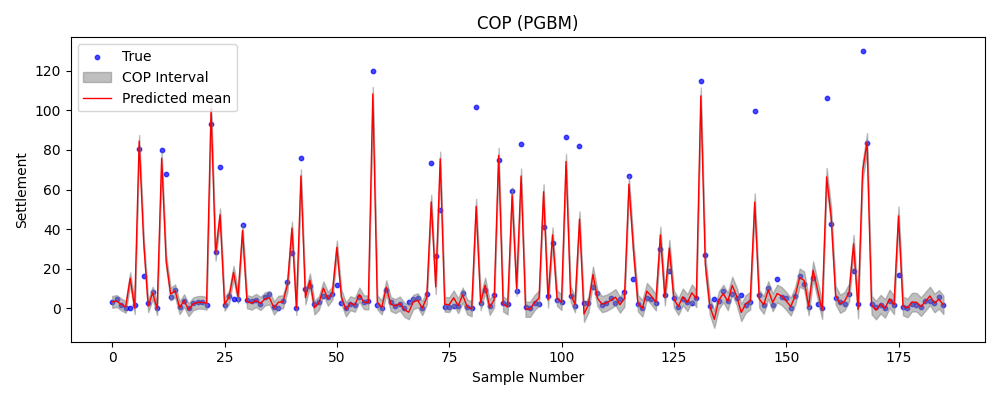 COP (PGBM)
True
COP Interval
Predicted mean
Settlement
120
100
80
60
40
20
0
0 25 50 75 100 125 150 175
Sample Number